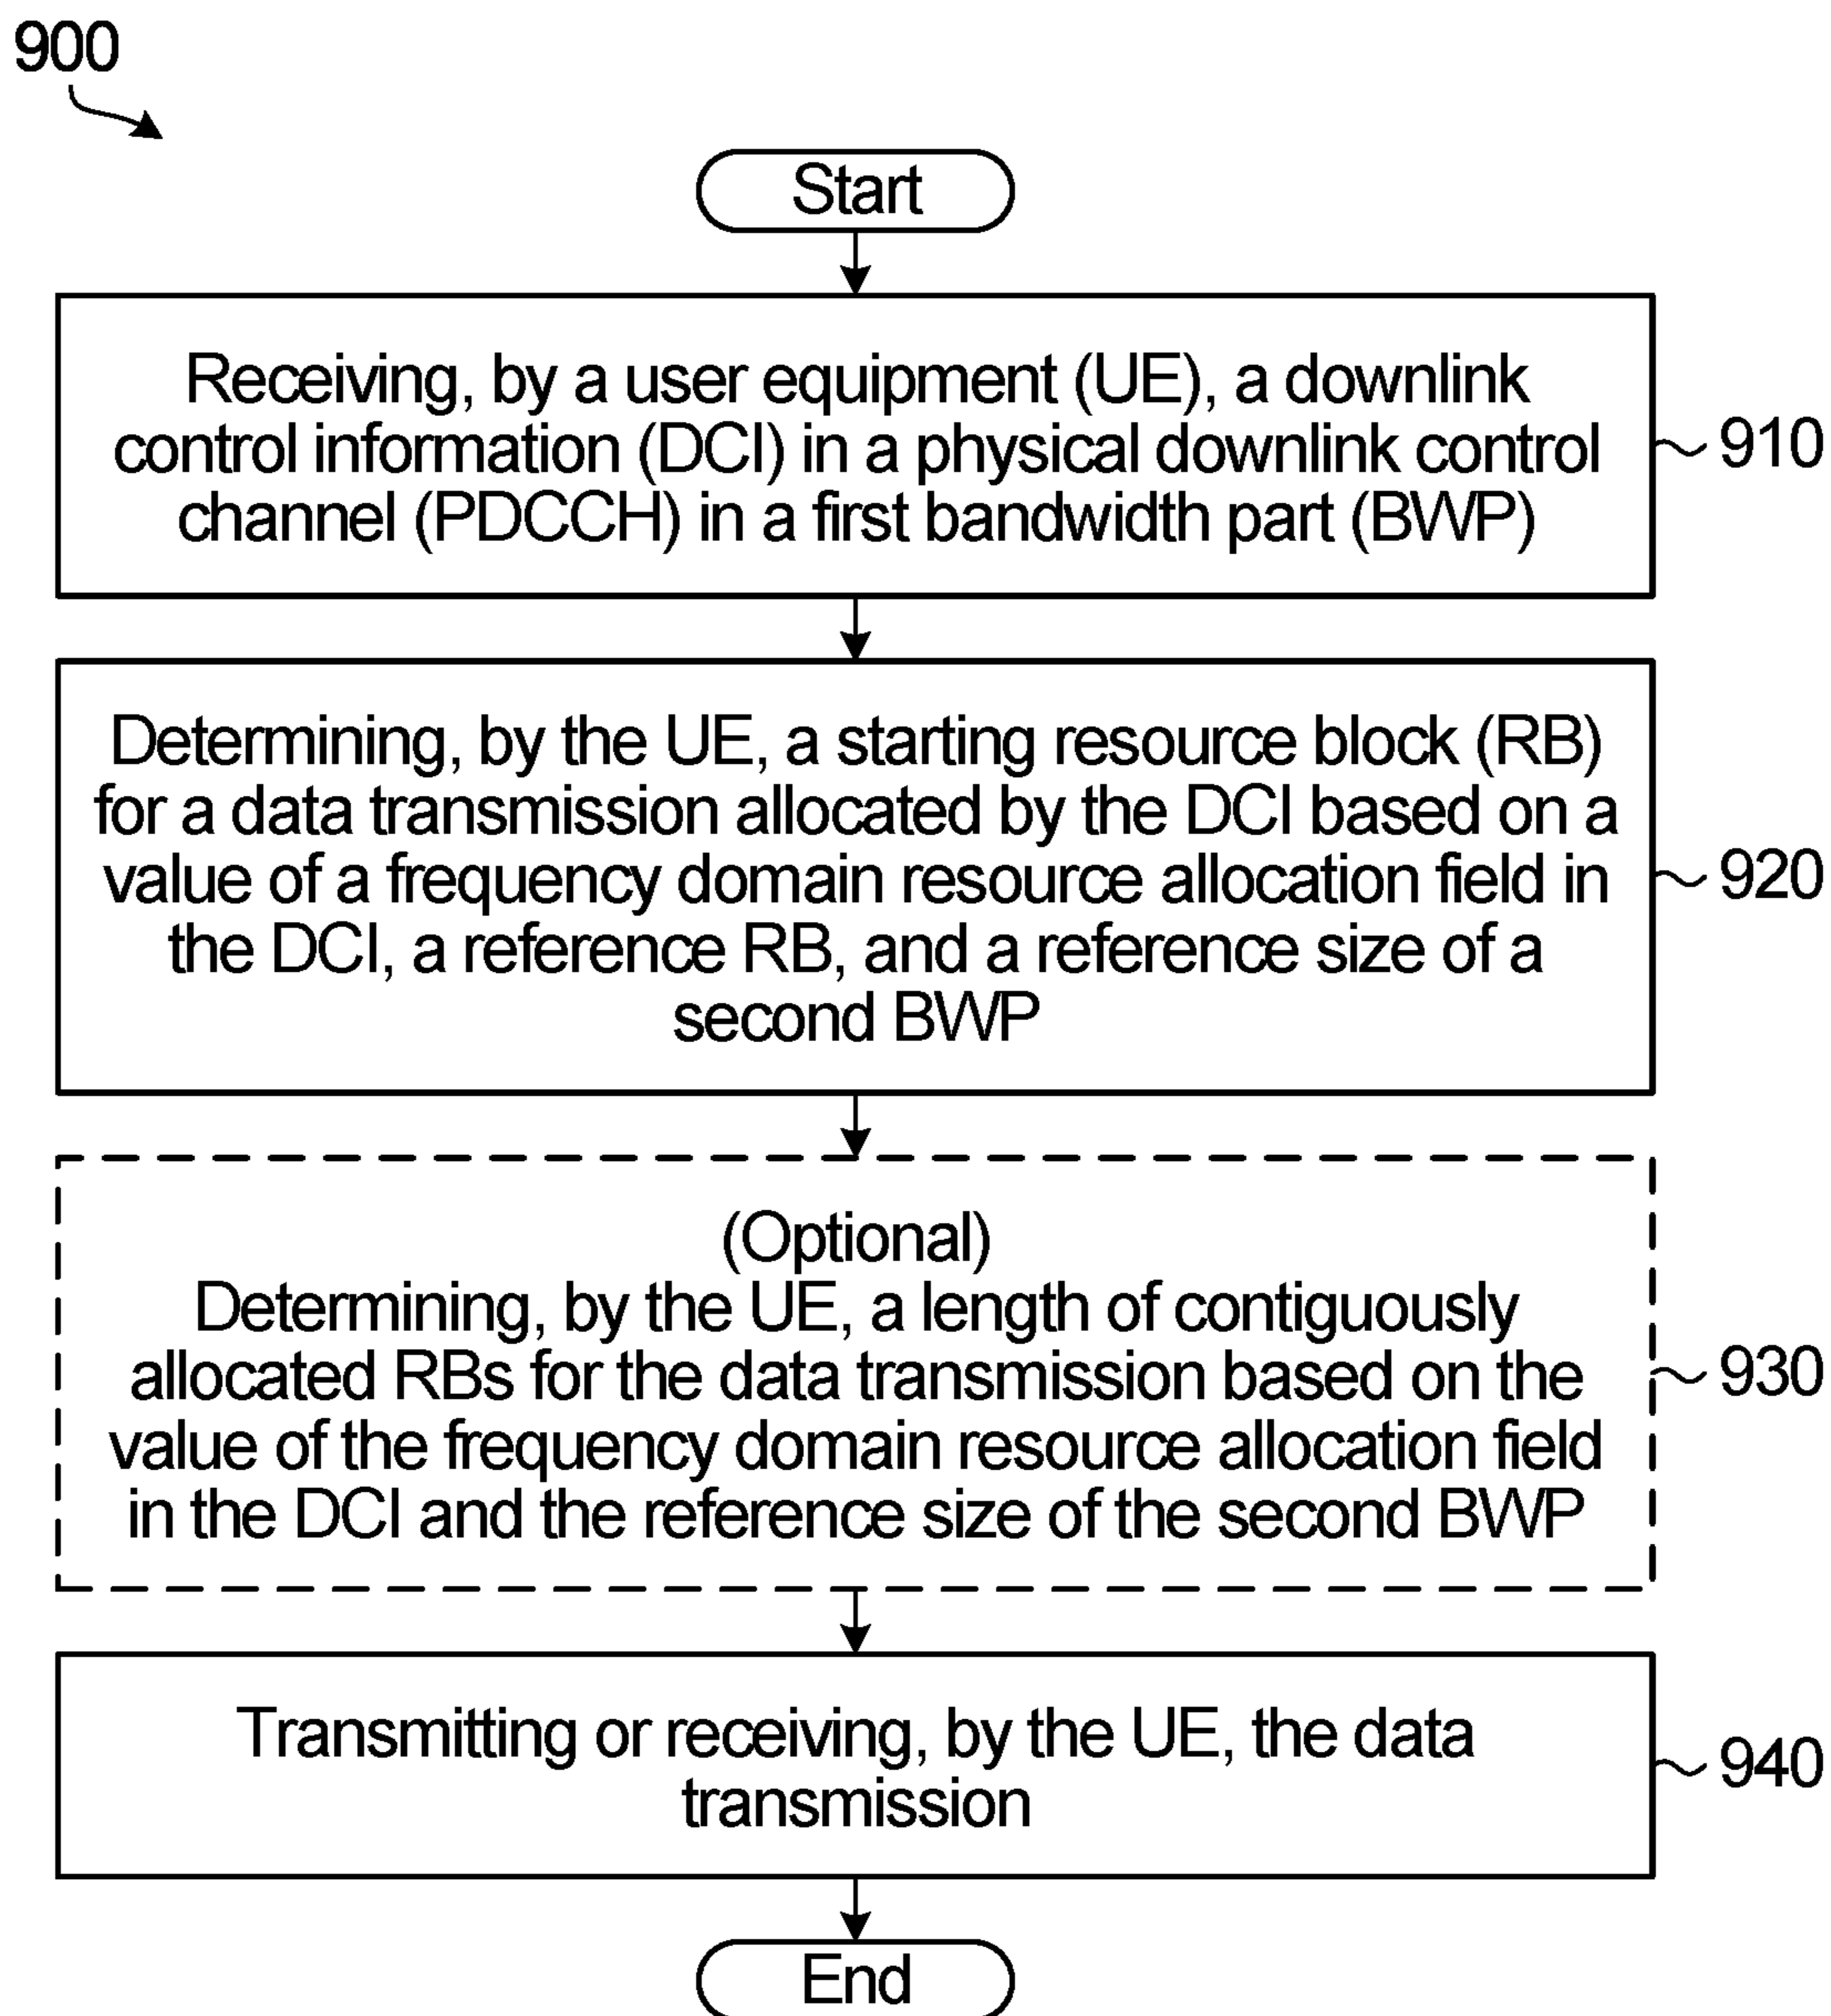 900
Start
Receiving, by a user equipment (UE), a downlink
control information (DCI) in a physical downlink control
channel (PDCCH) in a first bandwidth part (BWP)
910
Determining, by the UE, a starting resource block (RB)
for a data transmission allocated by the DCI based on a
value of a frequency domain resource allocation field in
the DCI, a reference RB, and a reference size of a
second BWP
920
(Optional)
Determining, by the UE, a length of contiguously
allocated RBs for the data transmission based on the
value of the frequency domain resource allocation field
in the DCI and the reference size of the second BWP
930
Transmitting or receiving, by the UE, the data
transmission
940
End